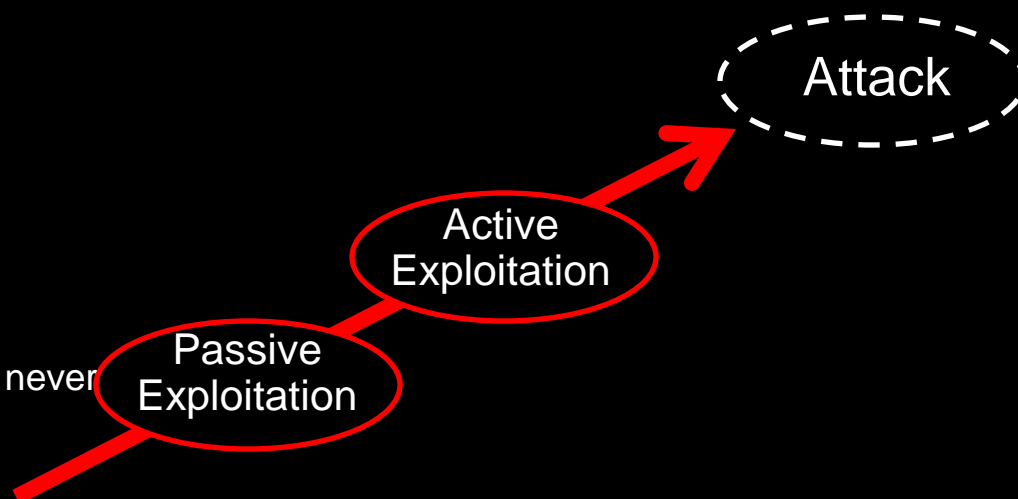 Attack
Active
Exploitation
Passive
Exploitation
never